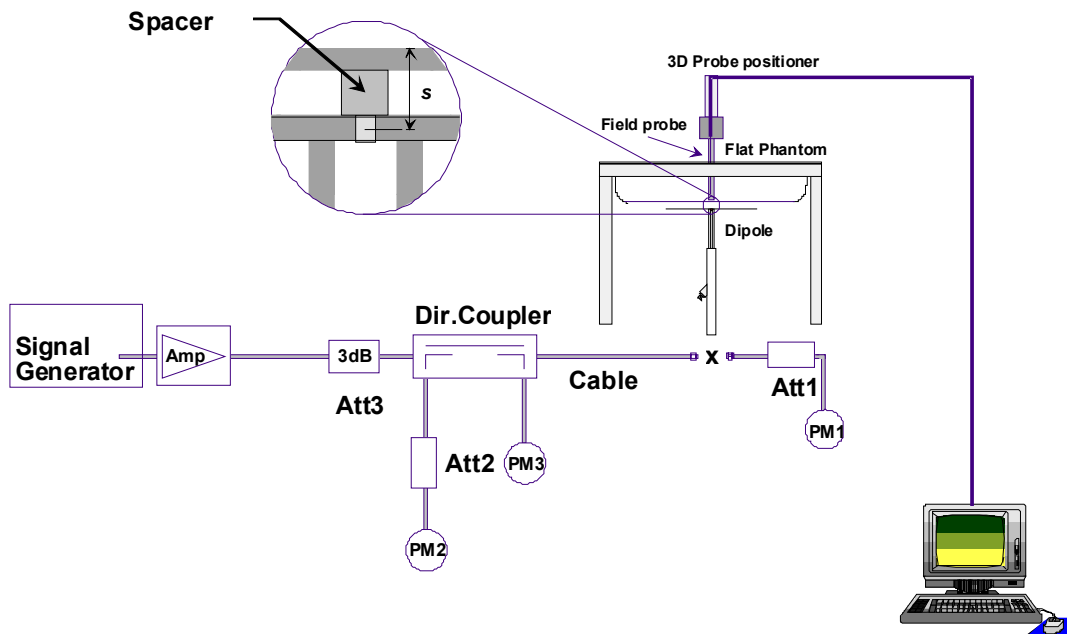 Spacer
s
3D Probe positioner
Field probe
Flat Phantom
Dipole
Dir.Coupler
Signal
Generator
Amp
3dB
Att3
Cable
x
Att1
PM1
Att2
PM3
PM2